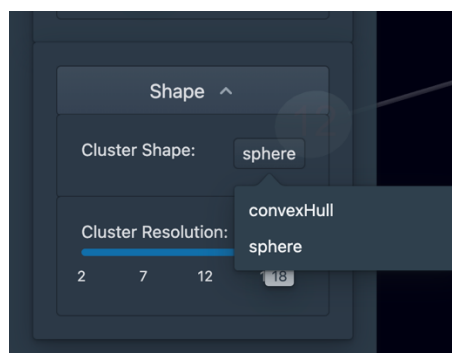 Shape
Cluster Shape:
sphere
convexHull
sphere
Cluster Resolution:
2 7 12 18